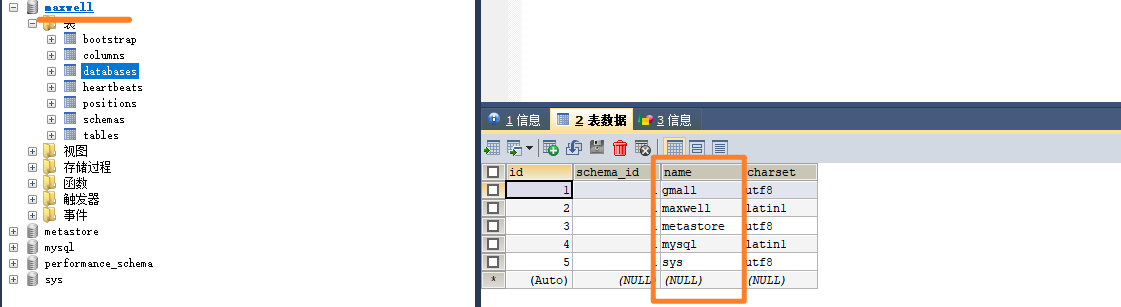 maxwell
表
bootstrap
columns
databases
heartbeats
positions
schemas
tables
视图
存储过程
函数
触发器
事件
metastore
mysql
performance_schema
sys
1 信息 2 表数据 3 信息
id schema_id name charset
1 gmall utf8
2 maxwell latin1
3 metastore utf8
4 mysql latin1
5 sys utf8
* (Auto) (NULL) (NULL) (NULL)